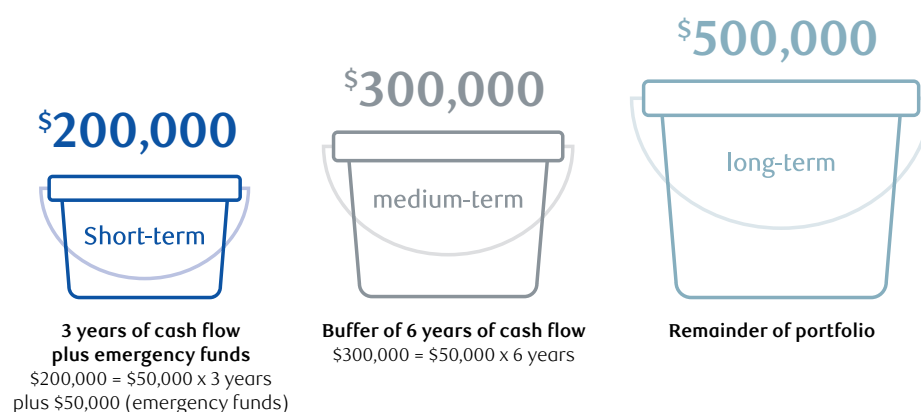 $200,000
Short-term
3 years of cash flow
plus emergency funds
$200,000 = $50,000 x 3 years
plus $50,000 (emergency funds)
$300,000
medium-term
Buffer of 6 years of cash flow
$300,000 = $50,000 x 6 years
$500,000
long-term
Remainder of portfolio